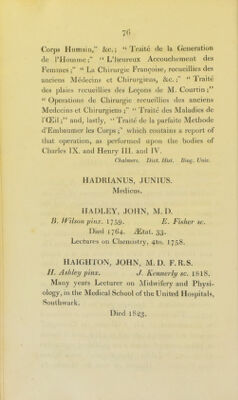 76
Corps Humain," &c.; "Traité de la Generation
de l'Homme;" "L'heureux Accouchement des
Femmes;" "La Chirurgie Françoise, recueillies des
anciens Médecins et Chirurgiens, &c.;" "Traité
des plaies recueillies des Leçons de M. Courtin;"
"Operations de Chirurgie recueillies des anciens
Medecins et Chirurgiens;" "Traité des Maladies de
l'Œil;" and, lastly, "Traité de la parfaite Methode
d'Embaumer les Corps;" which contains a report of
that operation, as performed upon the bodies of
Charles IX. and Henry III. and IV.
Chalmers. Dict. Hist. Biog. Univ.
HADRIANUS, JUNIUS.
Medicus.
HADLEY, JOHN, M.D.
B. Wilson pinx. 1759. E. Fisher sc.
Died 1764. Ætat. 33.
Lectures on Chemistry, 4to. 1758.
HAIGHTON, JOHN, M.D. F.R.S.
H. Ashley pinx. J. Kennerly sc. 1818.
Many years Lecturer on Midwifery and Physi-
ology, in the Medical School of the United Hospitals,
Southwark.
Died 1823.